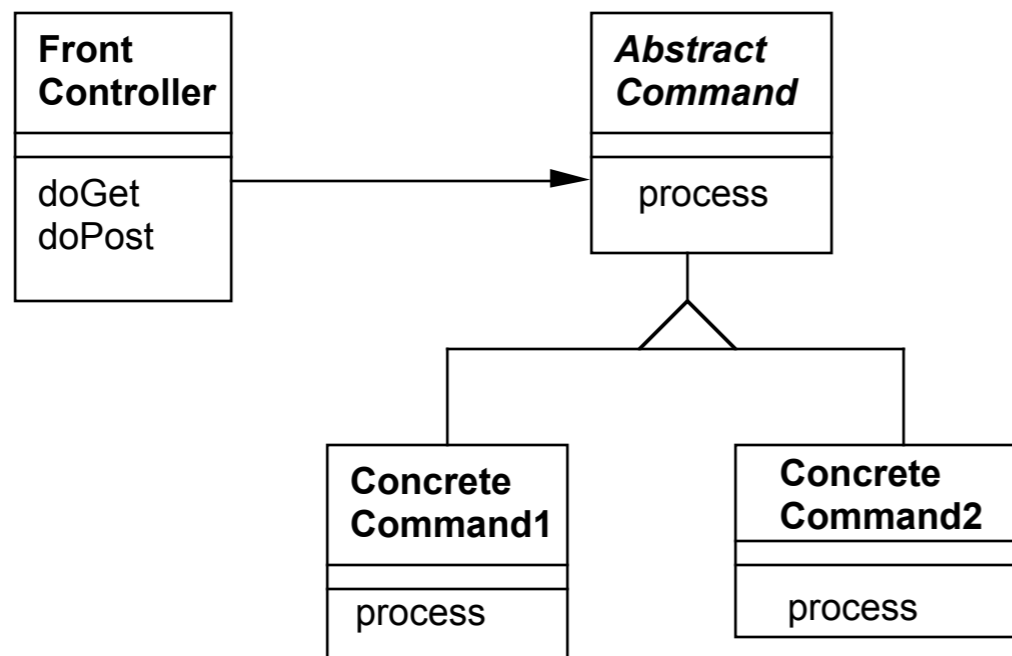 Front
Controller
doGet
doPost
Abstract
Command
process
Concrete
Command1
process
Concrete
Command2
process